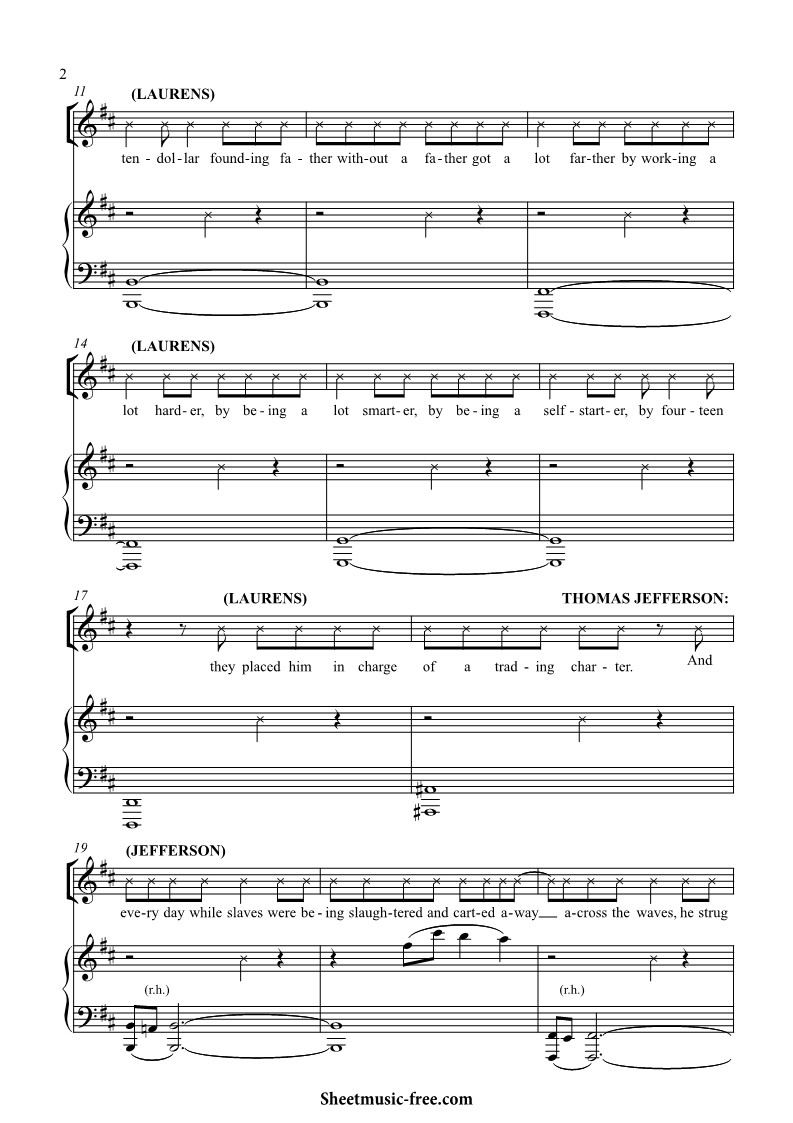 2
11
(LAURENS)
ten - dol - lar found-ing fa - ther with-out a fa-ther got a lot far-ther by work-ing a
14
(LAURENS)
lot hard-er, by be-ing a lot smart-er, by be-ing a self-start-er, by four-teen
17
(LAURENS) THOMAS JEFFERSON:
they placed him in charge of a trad - ing char - ter. And
19
(JEFFERSON)
eve-ry day while slaves were be-ing slaugh-tered and cart-ed a-way__ a-cross the waves, he strug
(r.h.) (r.h.)
Sheetmusic-free.com